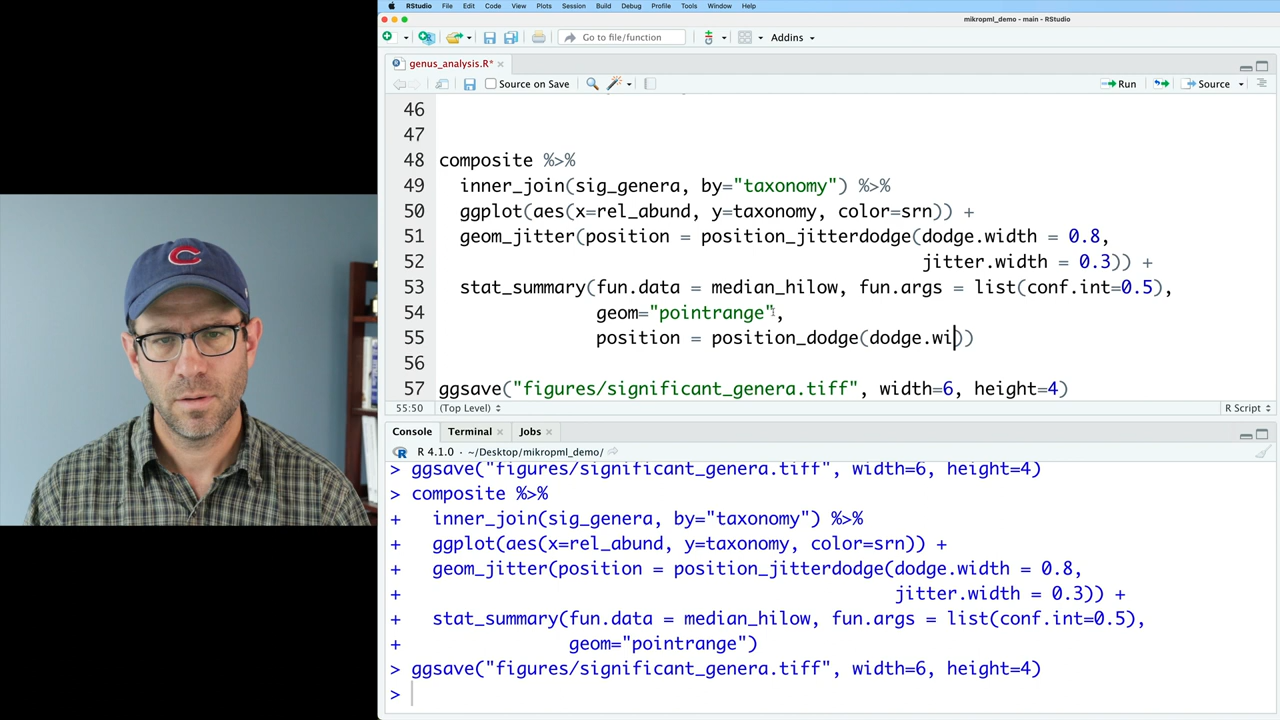 RStudio File Edit Code View Plots Session Build Debug Profile Tools Window Help
mikropml_demo - main - RStudio
Go to file/function Addins
genus_analysis.R*
Source on Save Run Source
46
47
48 composite %>%
49 inner_join(sig_genera, by="taxonomy") %>%
50 ggplot(aes(x=rel_abund, y=taxonomy, color=srn)) +
51 geom_jitter(position = position_jitterdodge(dodge.width = 0.8,
52 jitter.width = 0.3)) +
53 stat_summary(fun.data = median_hilow, fun.args = list(conf.int=0.5),
54 geom="pointrange",
55 position = position_dodge(dodge.wi))
56
57 ggsave("figures/significant_genera.tiff", width=6, height=4)
55:50 (Top Level) R Script
Console Terminal Jobs
R 4.1.0 · ~/Desktop/mikropml_demo/
> ggsave("figures/significant_genera.tiff", width=6, height=4)
> composite %>%
+ inner_join(sig_genera, by="taxonomy") %>%
+ ggplot(aes(x=rel_abund, y=taxonomy, color=srn)) +
+ geom_jitter(position = position_jitterdodge(dodge.width = 0.8,
+ jitter.width = 0.3)) +
+ stat_summary(fun.data = median_hilow, fun.args = list(conf.int=0.5),
+ geom="pointrange")
> ggsave("figures/significant_genera.tiff", width=6, height=4)
>